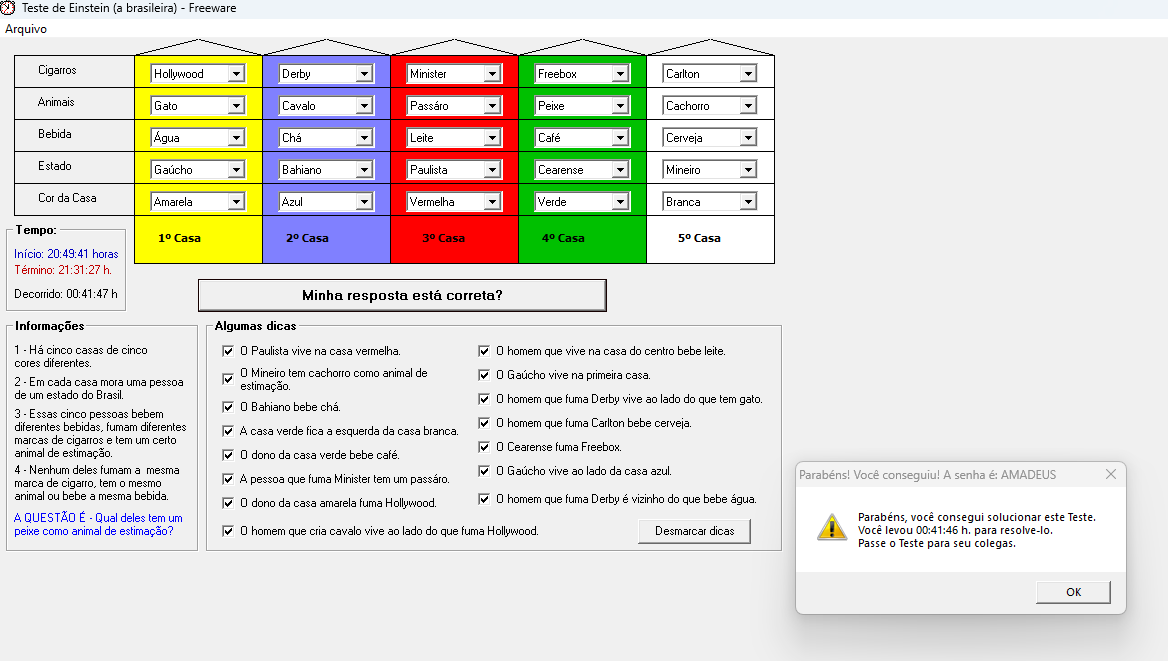 Teste de Einstein (a brasileira) - Freeware
Arquivo
Cigarros Hollywood Derby Minister Freebox Carlton
Animais Gato Cavalo Passáro Peixe Cachorro
Bebida Água Chá Leite Café Cerveja
Estado Gaúcho Bahiano Paulista Cearense Mineiro
Cor da Casa Amarela Azul Vermelha Verde Branca
1º Casa 2º Casa 3º Casa 4º Casa 5º Casa
Tempo:
Início: 20:49:41 horas
Término: 21:31:27 h.
Decorrido: 00:41:47 h
Minha resposta está correta?
Informações
1 - Há cinco casas de cinco
cores diferentes.
2 - Em cada casa mora uma pessoa
de um estado do Brasil.
3 - Essas cinco pessoas bebem
diferentes bebidas, fumam diferentes
marcas de cigarros e tem um certo
animal de estimação.
4 - Nenhum deles fumam a mesma
marca de cigarro, tem o mesmo
animal ou bebe a mesma bebida.
A QUESTÃO É - Qual deles tem um
peixe como animal de estimação?
Algumas dicas
O Paulista vive na casa vermelha.
O Mineiro tem cachorro como animal de
estimação.
O Bahiano bebe chá.
A casa verde fica a esquerda da casa branca.
O dono da casa verde bebe café.
A pessoa que fuma Minister tem um passáro.
O dono da casa amarela fuma Hollywood.
O homem que cria cavalo vive ao lado do que fuma Hollywood.
O homem que vive na casa do centro bebe leite.
O Gaúcho vive na primeira casa.
O homem que fuma Derby vive ao lado do que tem gato.
O homem que fuma Carlton bebe cerveja.
O Cearense fuma Freebox.
O Gaúcho vive ao lado da casa azul.
O homem que fuma Derby é vizinho do que bebe água.
Desmarcar dicas
Parabéns! Você conseguiu! A senha é: AMADEUS
Parabéns, você consegui solucionar este Teste.
Você levou 00:41:46 h. para resolve-lo.
Passe o Teste para seu colegas.
OK